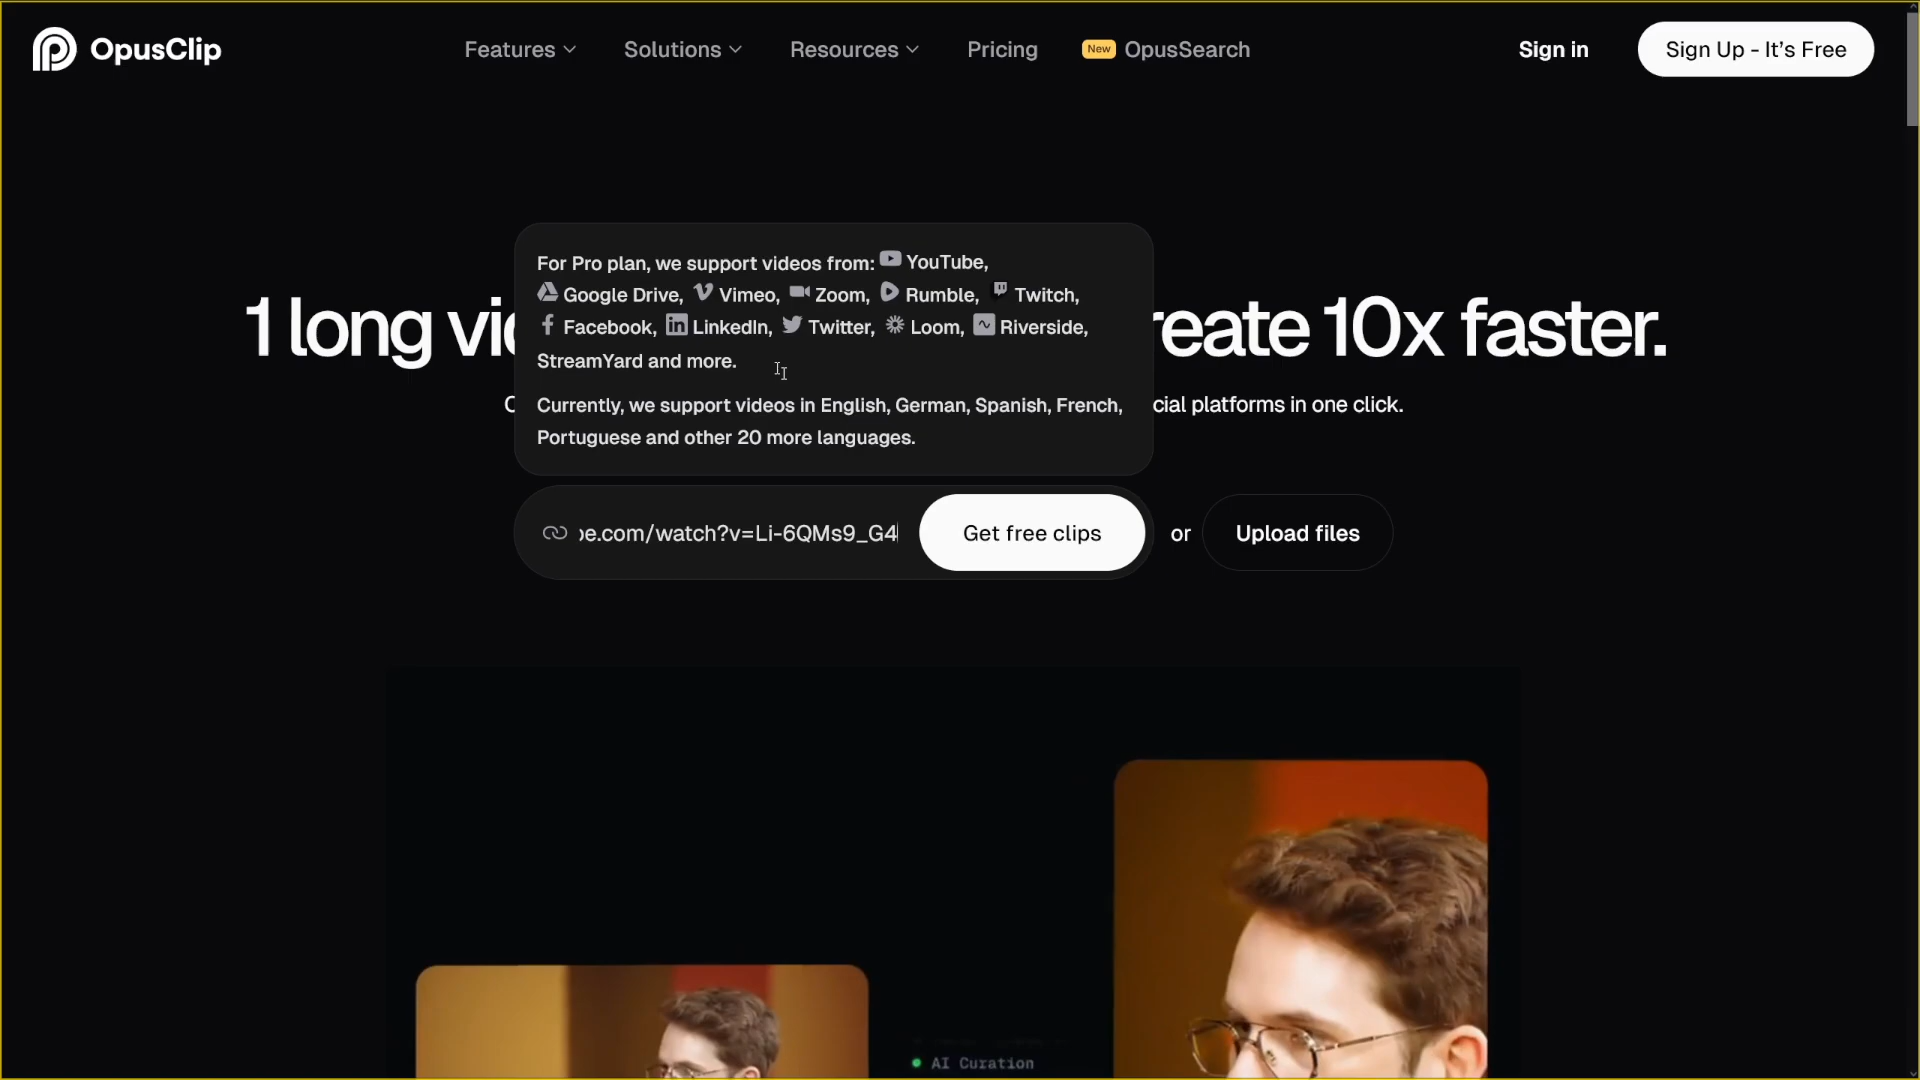 OpusClip
Features
Solutions
Resources
Pricing
New OpusSearch
Sign in
Sign Up - It's Free
For Pro plan, we support videos from: YouTube,
Google Drive, Vimeo, Zoom, Rumble, Twitch,
Facebook, LinkedIn, Twitter, Loom, Riverside,
StreamYard and more.
Currently, we support videos in English, German, Spanish, French,
Portuguese and other 20 more languages.
1 long reate 10x faster.
cial platforms in one click.
be.com/watch?v=Li-6QMs9_G4
Get free clips
or
Upload files
AI Curation